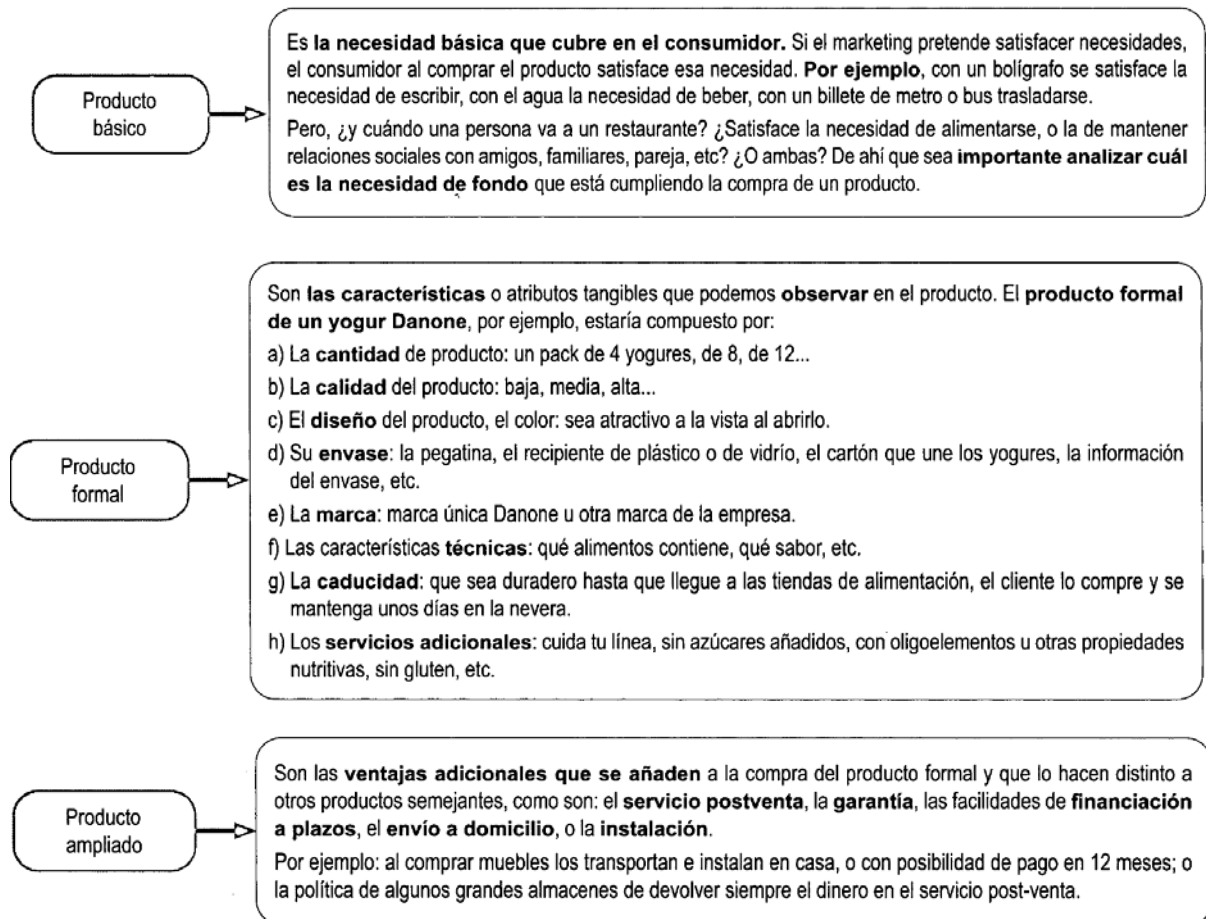 Producto
básico
Es la necesidad básica que cubre en el consumidor. Si el marketing pretende satisfacer necesidades,
el consumidor al comprar el producto satisface esa necesidad. Por ejemplo, con un bolígrafo se satisface la
necesidad de escribir, con el agua la necesidad de beber, con un billete de metro o bus trasladarse.
Pero, ¿y cuándo una persona va a un restaurante? ¿Satisface la necesidad de alimentarse, o la de mantener
relaciones sociales con amigos, familiares, pareja, etc? ¿O ambas? De ahí que sea importante analizar cuál
es la necesidad de fondo que está cumpliendo la compra de un producto.
Producto
formal
Son las características o atributos tangibles que podemos observar en el producto. El producto formal
de un yogur Danone, por ejemplo, estaría compuesto por:
a) La cantidad de producto: un pack de 4 yogures, de 8, de 12...
b) La calidad del producto: baja, media, alta...
c) El diseño del producto, el color: sea atractivo a la vista al abrirlo.
d) Su envase: la pegatina, el recipiente de plástico o de vidrío, el cartón que une los yogures, la información
del envase, etc.
e) La marca: marca única Danone u otra marca de la empresa.
f) Las características técnicas: qué alimentos contiene, qué sabor, etc.
g) La caducidad: que sea duradero hasta que llegue a las tiendas de alimentación, el cliente lo compre y se
mantenga unos días en la nevera.
h) Los servicios adicionales: cuida tu línea, sin azúcares añadidos, con oligoelementos u otras propiedades
nutritivas, sin gluten, etc.
Producto
ampliado
Son las ventajas adicionales que se añaden a la compra del producto formal y que lo hacen distinto a
otros productos semejantes, como son: el servicio postventa, la garantía, las facilidades de financiación
a plazos, el envío a domicilio, o la instalación.
Por ejemplo: al comprar muebles los transportan e instalan en casa, o con posibilidad de pago en 12 meses; o
la política de algunos grandes almacenes de devolver siempre el dinero en el servicio post-venta.